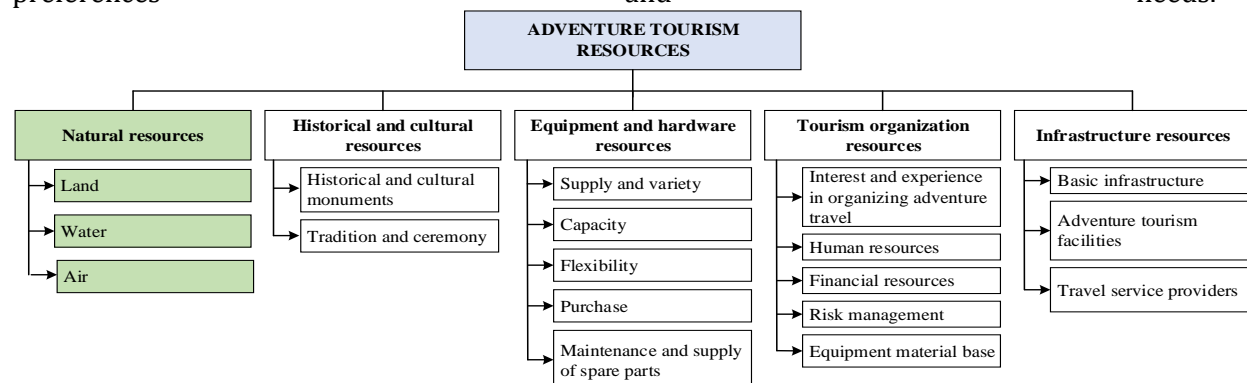 preferences and needs.
ADVENTURE TOURISM
RESOURCES
Natural resources
Land
Water
Air
Historical and cultural
resources
Historical and cultural
monuments
Tradition and ceremony
Equipment and hardware
resources
Supply and variety
Capacity
Flexibility
Purchase
Maintenance and supply
of spare parts
Tourism organization
resources
Interest and experience
in organizing adventure
travel
Human resources
Financial resources
Risk management
Equipment material base
Infrastructure resources
Basic infrastructure
Adventure tourism
facilities
Travel service providers